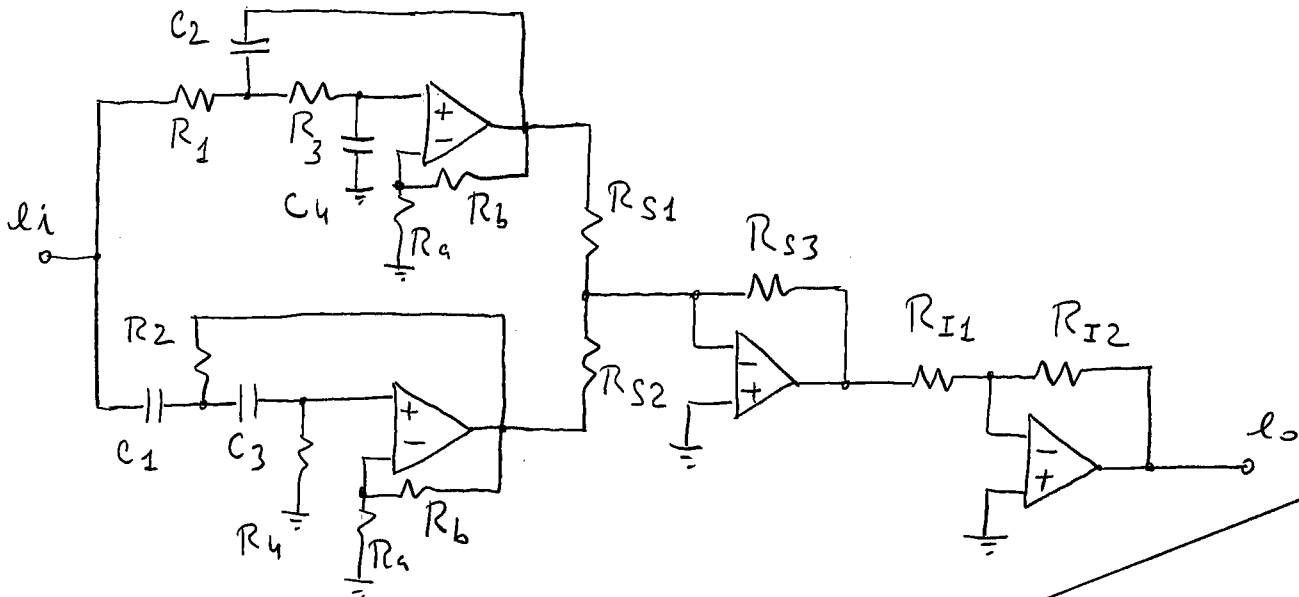 C2
R1
R3
C4
+
−
Rb
Ra
RS1
ei
RS3
R2
RS2
−
+
RI1
RI2
C1
C3
+
−
R4
Ra
Rb
−
+
eo